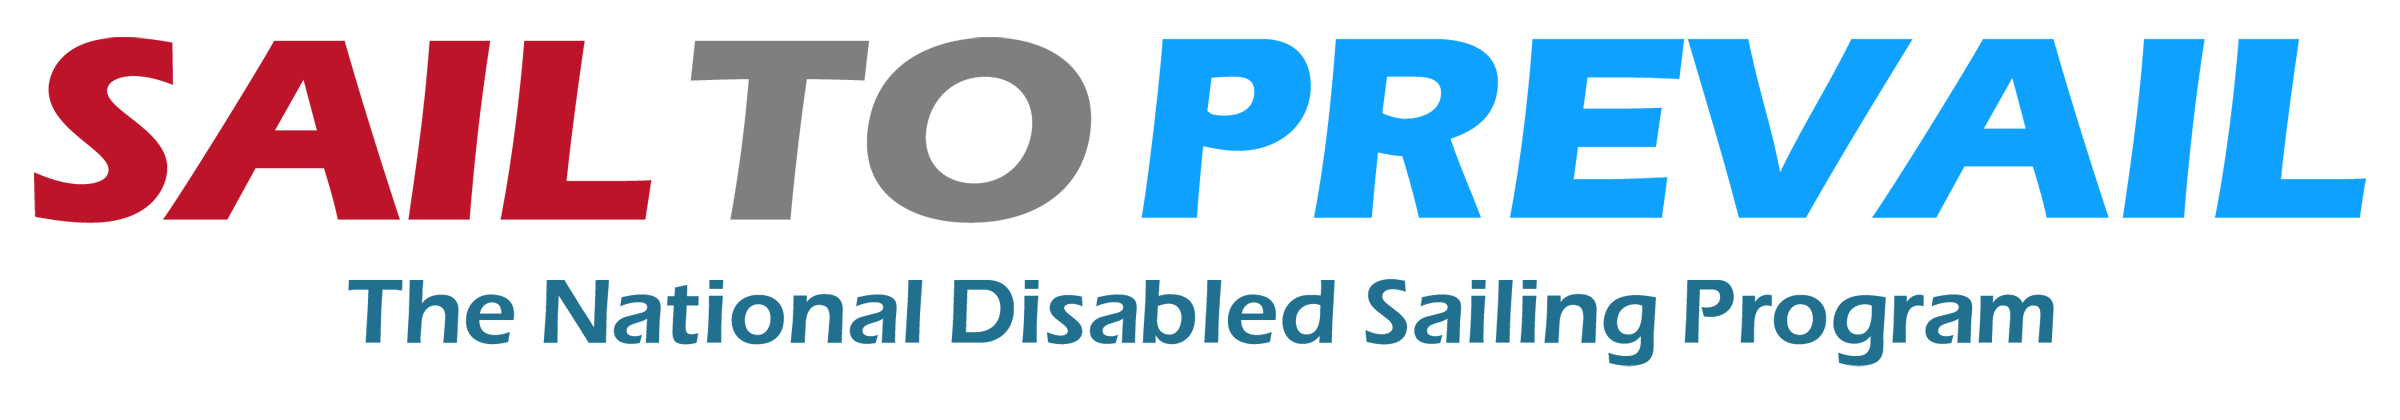 SAIL TO PREVAIL
The National Disabled Sailing Program